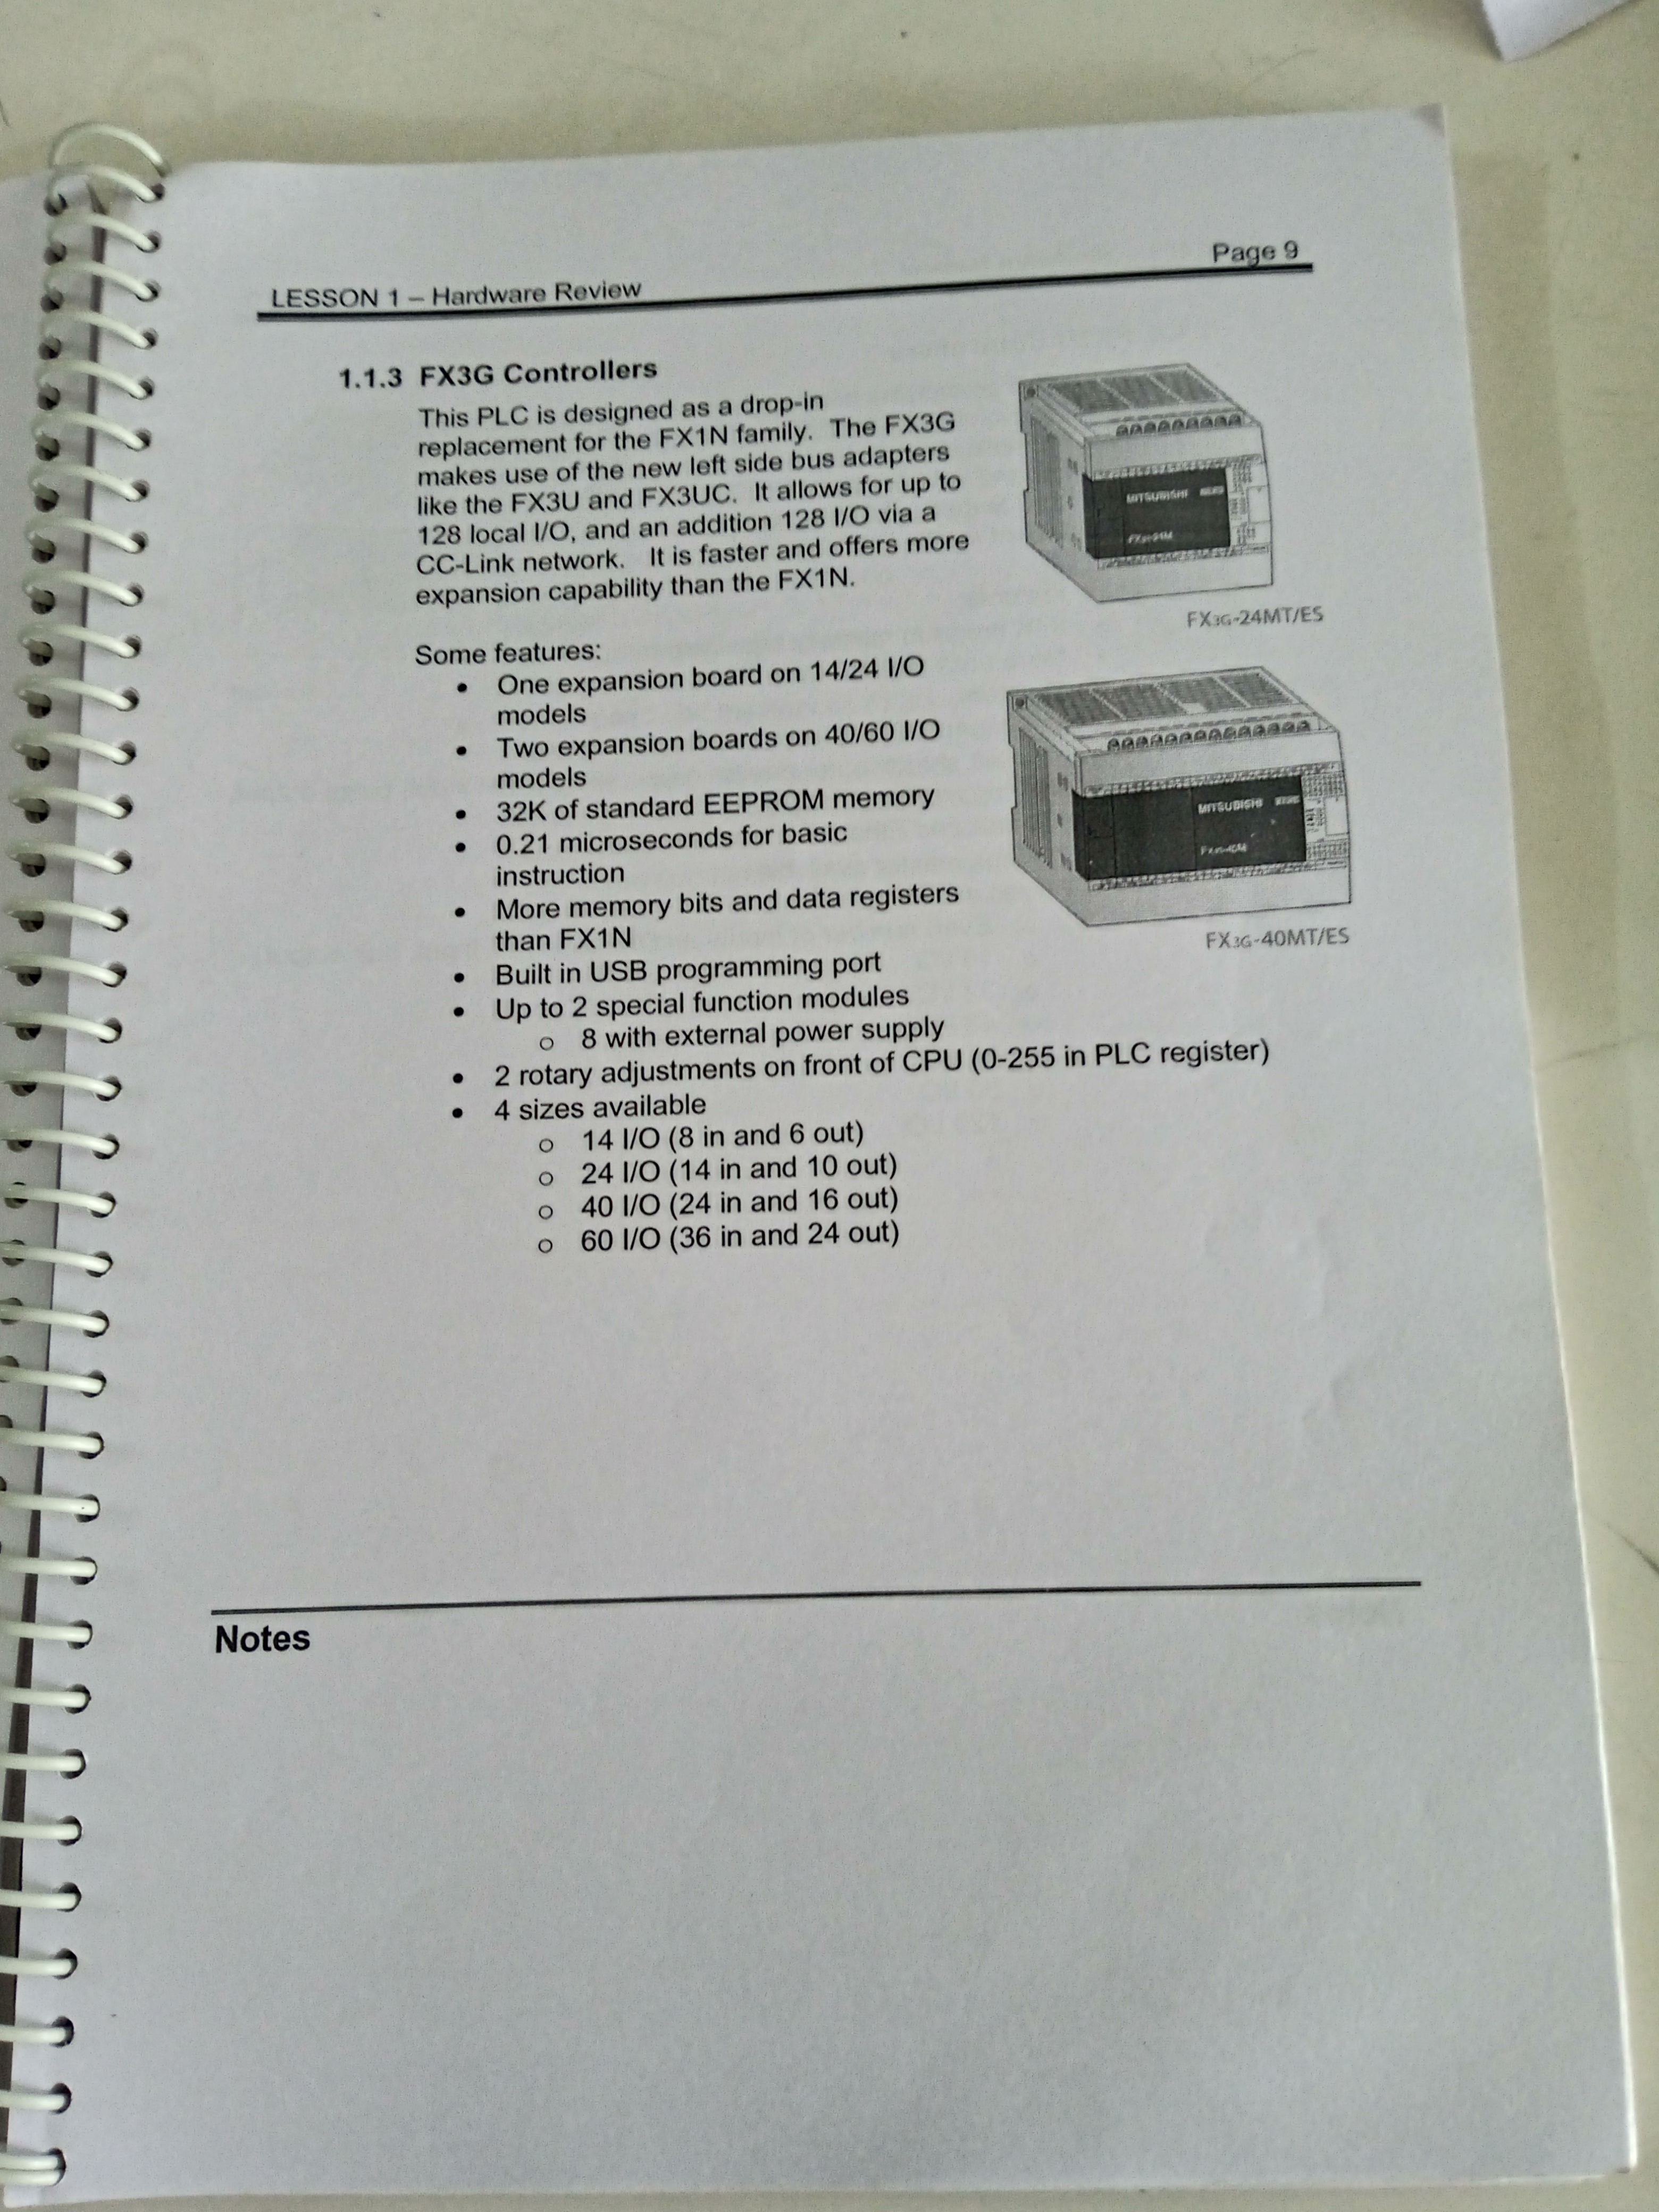 Page 9
LESSON 1 – Hardware Review
1.1.3 FX3G Controllers
This PLC is designed as a drop-in
replacement for the FX1N family. The FX3G
makes use of the new left side bus adapters
like the FX3U and FX3UC. It allows for up to
128 local I/O, and an addition 128 I/O via a
CC-Link network. It is faster and offers more
expansion capability than the FX1N.
MITSUBISHI
FX3G-24M
FX3G-24MT/ES
Some features:
• One expansion board on 14/24 I/O
models
• Two expansion boards on 40/60 I/O
models
• 32K of standard EEPROM memory
• 0.21 microseconds for basic
instruction
• More memory bits and data registers
than FX1N
• Built in USB programming port
• Up to 2 special function modules
o 8 with external power supply
• 2 rotary adjustments on front of CPU (0-255 in PLC register)
• 4 sizes available
o 14 I/O (8 in and 6 out)
o 24 I/O (14 in and 10 out)
o 40 I/O (24 in and 16 out)
o 60 I/O (36 in and 24 out)
MITSUBISHI
FX3G-40M
FX3G-40MT/ES
Notes